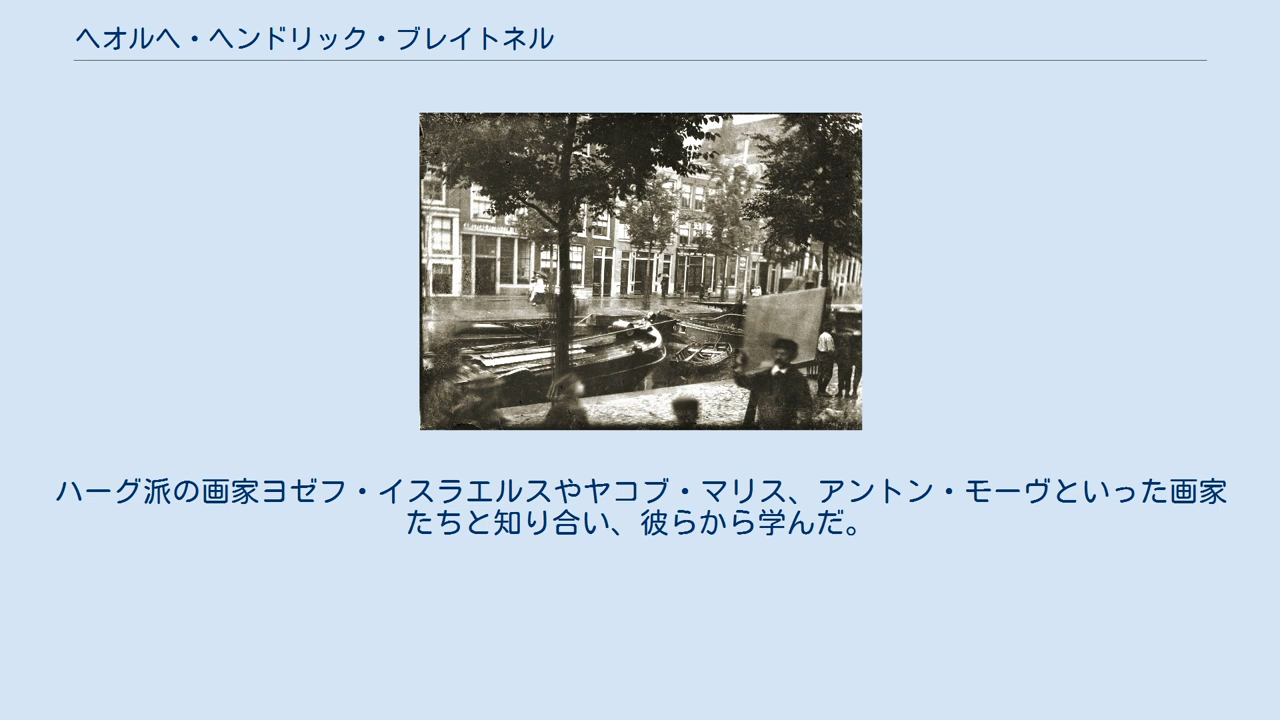 ヘオルヘ・ヘンドリック・ブレイトネル
ハーグ派の画家ヨゼフ・イスラエルスやヤコブ・マリス、アントン・モーヴといった画家
たちと知り合い、彼らから学んだ。